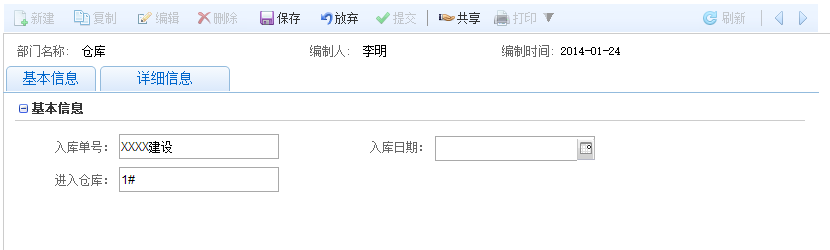 新建 复制 编辑 删除 保存 放弃 提交 共享 打印 刷新
部门名称: 仓库 编制人: 李明 编制时间: 2014-01-24
基本信息 详细信息
基本信息
入库单号: XXXX建设 入库日期:
进入仓库: 1#